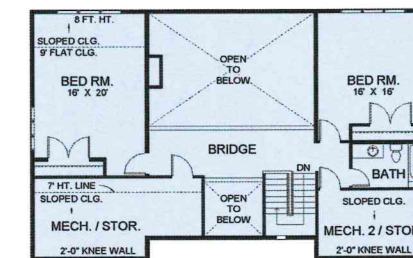 8 FT. HT.
SLOPED CLG.
9' FLAT CLG.
BED RM.
16' X 20'
OPEN
TO
BELOW
BED RM.
16' X 16'
BRIDGE
DN
BATH
7' HT. LINE
SLOPED CLG.
MECH. / STOR.
2'-0" KNEE WALL
OPEN
TO
BELOW
SLOPED CLG.
MECH. 2 / STO
2'-0" KNEE WALL